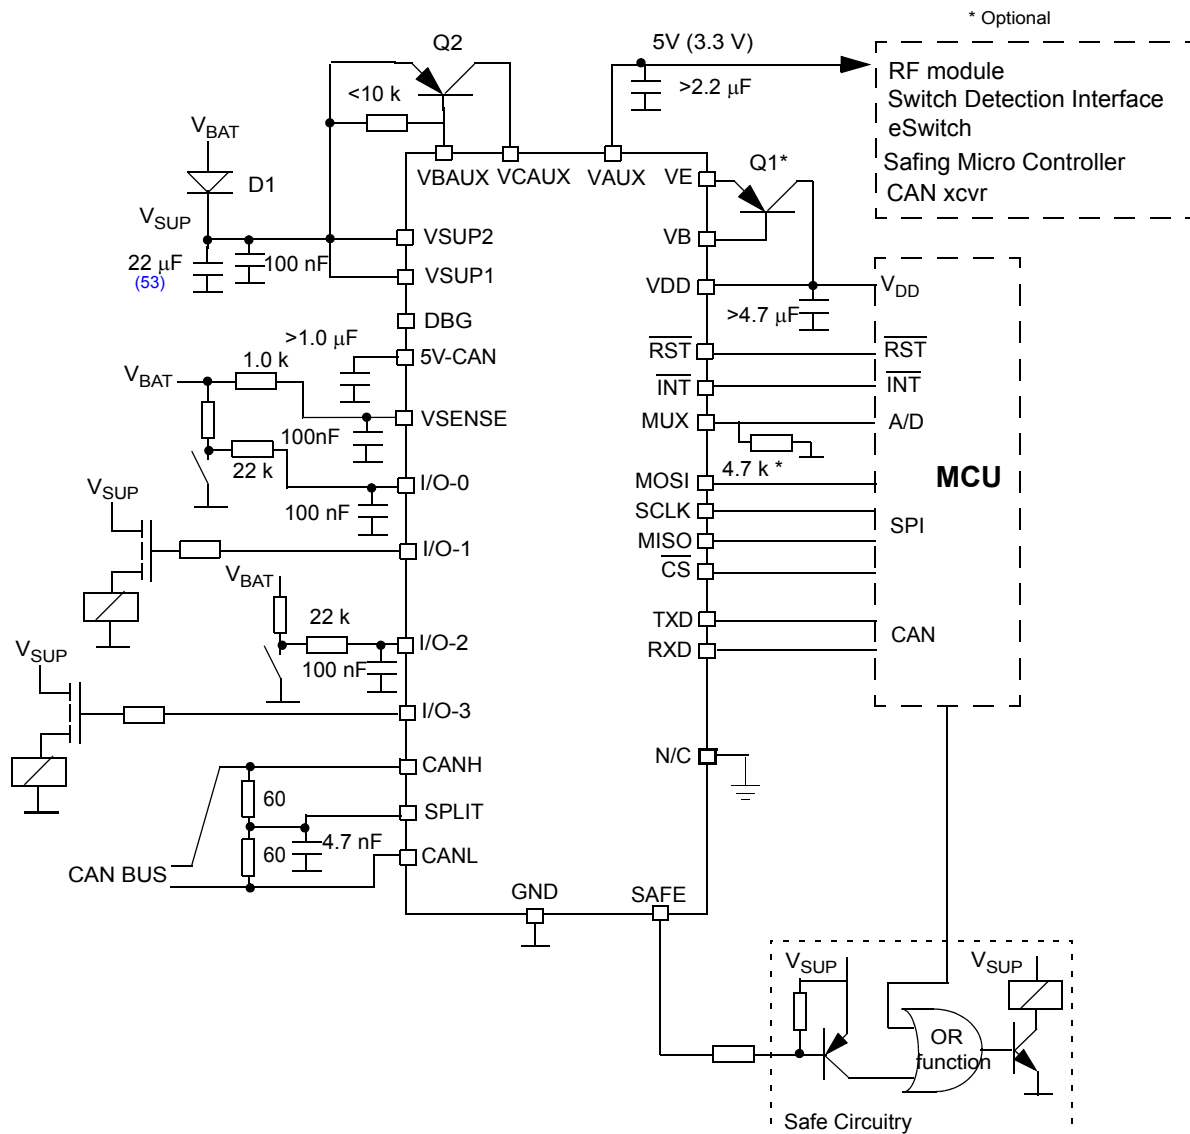 * Optional
Q2
5V (3.3 V)
RF module
Switch Detection Interface
eSwitch
Safing Micro Controller
CAN xcvr
<10 k
>2.2 μF
VBAT
D1
VBAUX
VCAUX
VAUX
VE
Q1*
VSUP
VSUP2
VB
22 μF
(53)
100 nF
VSUP1
VDD
VDD
>4.7 μF
DBG
>1.0 μF
5V-CAN
RST
RST
VBAT
1.0 k
INT
INT
VSENSE
MUX
A/D
100nF
22 k
4.7 k *
MCU
I/O-0
MOSI
VSUP
100 nF
SCLK
SPI
MISO
I/O-1
CS
VBAT
22 k
TXD
CAN
I/O-2
RXD
VSUP
100 nF
I/O-3
N/C
CANH
60
SPLIT
4.7 nF
60
CANL
CAN BUS
GND
SAFE
VSUP
VSUP
OR
function
Safe Circuitry